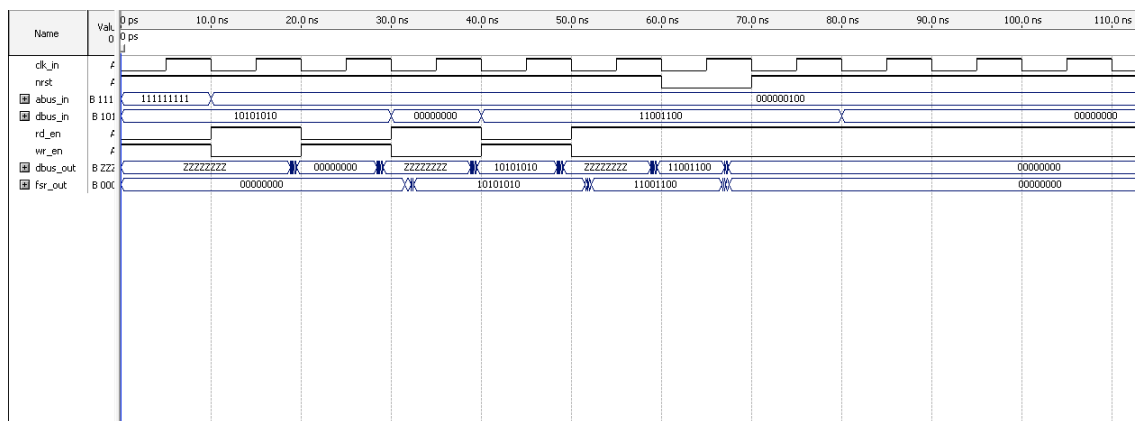 Name Valu 0 0 ps 10.0 ns 20.0 ns 30.0 ns 40.0 ns 50.0 ns 60.0 ns 70.0 ns 80.0 ns 90.0 ns 100.0 ns 110.0 ns
0 ps
clk_in
nrst
abus_in B 111 111111111 000000100
dbus_in B 101 10101010 00000000 11001100 00000000
rd_en
wr_en
dbus_out B ZZZ ZZZZZZZZ 00000000 ZZZZZZZZ 10101010 ZZZZZZZZ 11001100 00000000
fsr_out B 000 00000000 10101010 11001100 00000000